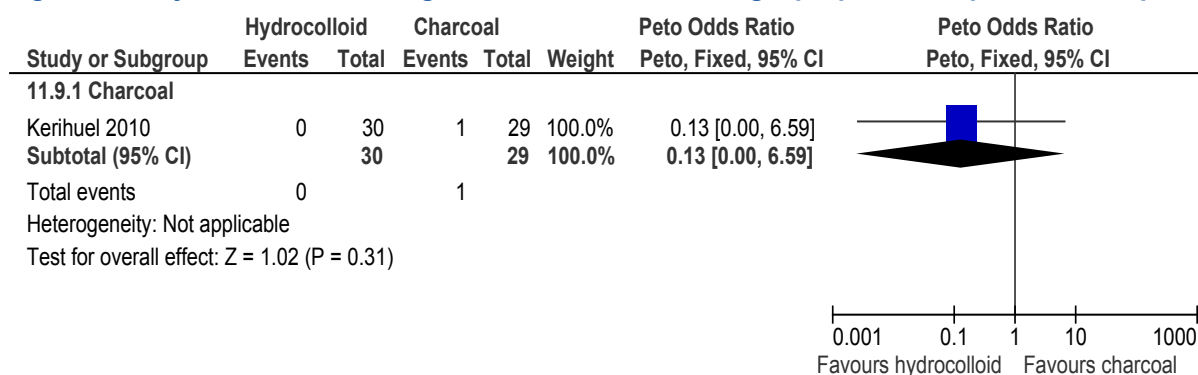 Hydrocolloid Charcoal Peto Odds Ratio Peto Odds Ratio
Study or Subgroup Events Total Events Total Weight Peto, Fixed, 95% CI Peto, Fixed, 95% CI
11.9.1 Charcoal
Kerihuel 2010 0 30 1 29 100.0% 0.13 [0.00, 6.59]
Subtotal (95% CI) 30 29 100.0% 0.13 [0.00, 6.59]
Total events 0 1
Heterogeneity: Not applicable
Test for overall effect: Z = 1.02 (P = 0.31)
0.001 0.1 1 10 1000
Favours hydrocolloid Favours charcoal